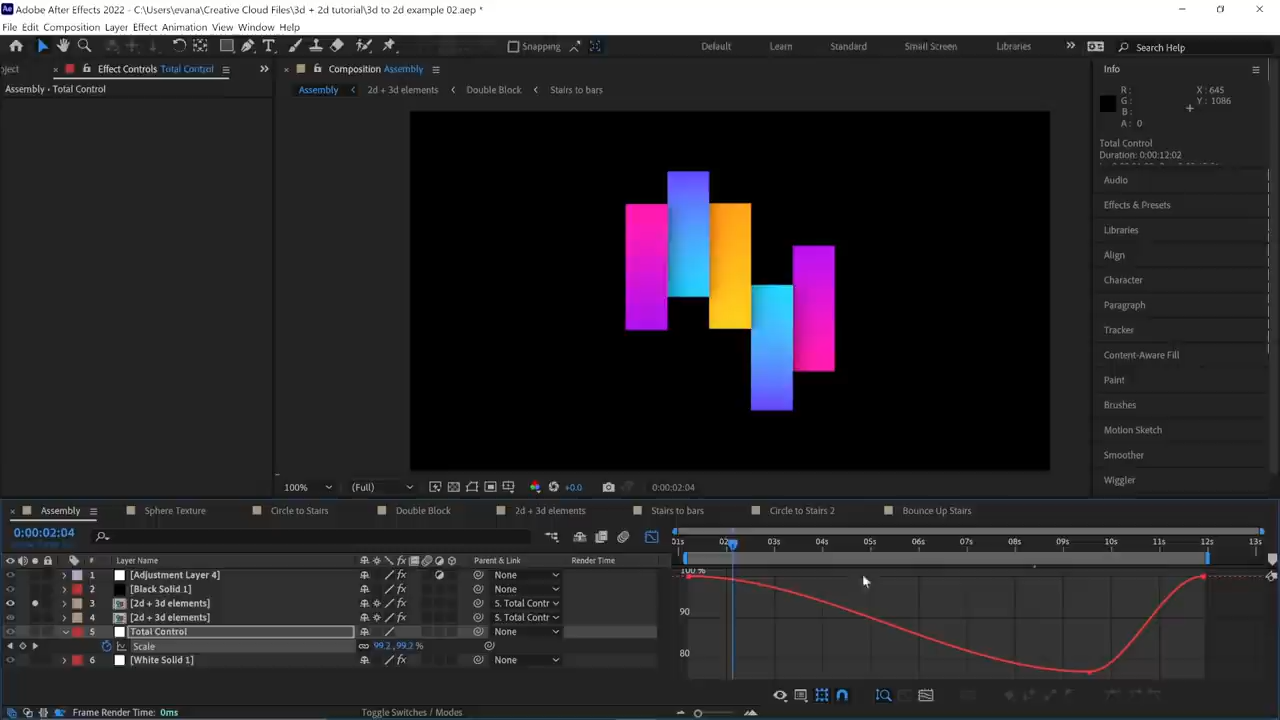 Adobe After Effects 2022 - C:\Users\evana\Creative Cloud Files\3d + 2d tutorial\3d to 2d example 02.aep *
File Edit Composition Layer Effect Animation View Window Help
Snapping Default Learn Standard Small Screen Libraries Search Help
oject Effect Controls Total Control Composition Assembly Info
Assembly • Total Control
Assembly 2d + 3d elements Double Block Stairs to bars
R: X: 645
G: Y: 1086
B:
A: 0
Total Control
Duration: 0:00:12:02
Audio
Effects & Presets
Libraries
Align
Character
Paragraph
Tracker
Content-Aware Fill
Paint
Brushes
Motion Sketch
Smoother
Wiggler
100% (Full) +0.0 0:00:02:04
Assembly Sphere Texture Circle to Stairs Double Block 2d + 3d elements Stairs to bars Circle to Stairs 2 Bounce Up Stairs
0:00:02:04
# Layer Name Parent & Link Render Time
01s 02 03s 04s 05s 06s 07s 08s 09s 10s 11s 12s 13s
1 [Adjustment Layer 4] None
2 [Black Solid 1] None
3 [2d + 3d elements] 5. Total Contr
4 [2d + 3d elements] 5. Total Contr
5 Total Control None
Scale 99.2, 99.2 %
6 [White Solid 1] None
100 %
90
80
Frame Render Time: 0ms Toggle Switches / Modes